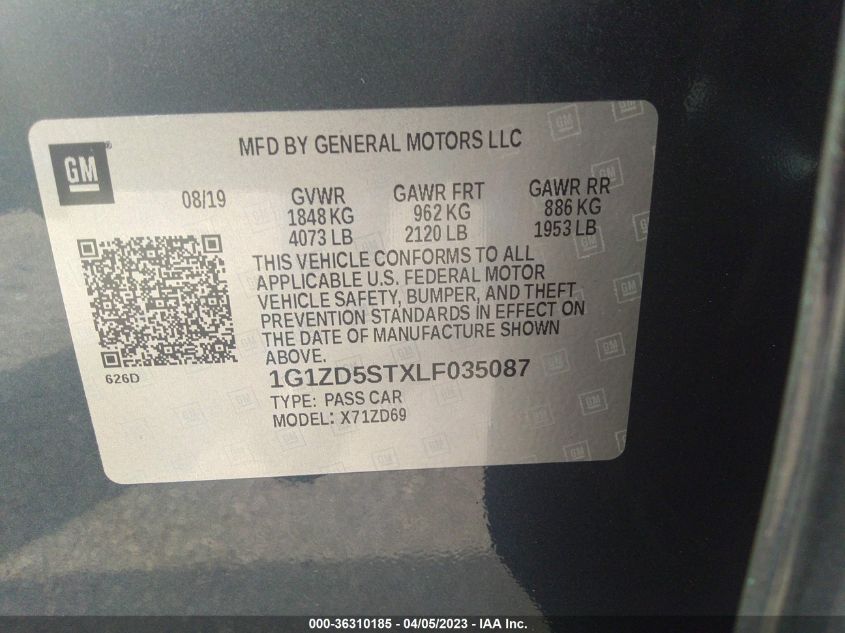 GM
MFD BY GENERAL MOTORS LLC
08/19 GVWR GAWR FRT GAWR RR
1848 KG 962 KG 886 KG
4073 LB 2120 LB 1953 LB
THIS VEHICLE CONFORMS TO ALL
APPLICABLE U.S. FEDERAL MOTOR
VEHICLE SAFETY, BUMPER, AND THEFT
PREVENTION STANDARDS IN EFFECT ON
THE DATE OF MANUFACTURE SHOWN
ABOVE.
626D
1G1ZD5STXLF035087
TYPE: PASS CAR
MODEL: X71ZD69
000-36310185 - 04/05/2023 - IAA Inc.